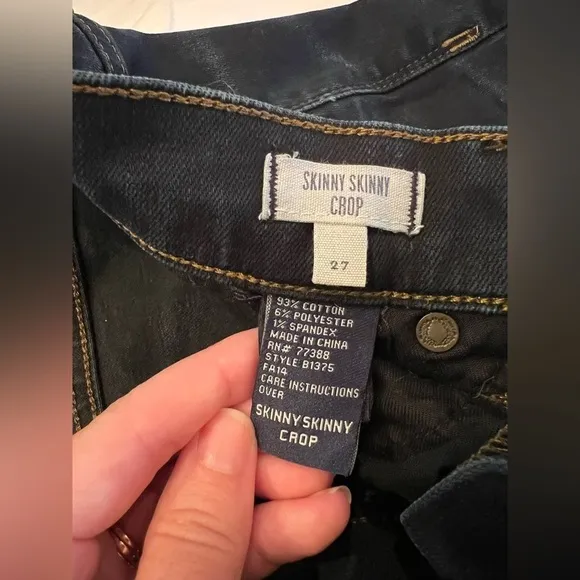 SKINNY SKINNY
CROP
27
93% COTTON
6% POLYESTER
1% SPANDEX
MADE IN CHINA
RN# 77388
STYLE B1375
FA14
CARE INSTRUCTIONS
OVER
SKINNY SKINNY
CROP